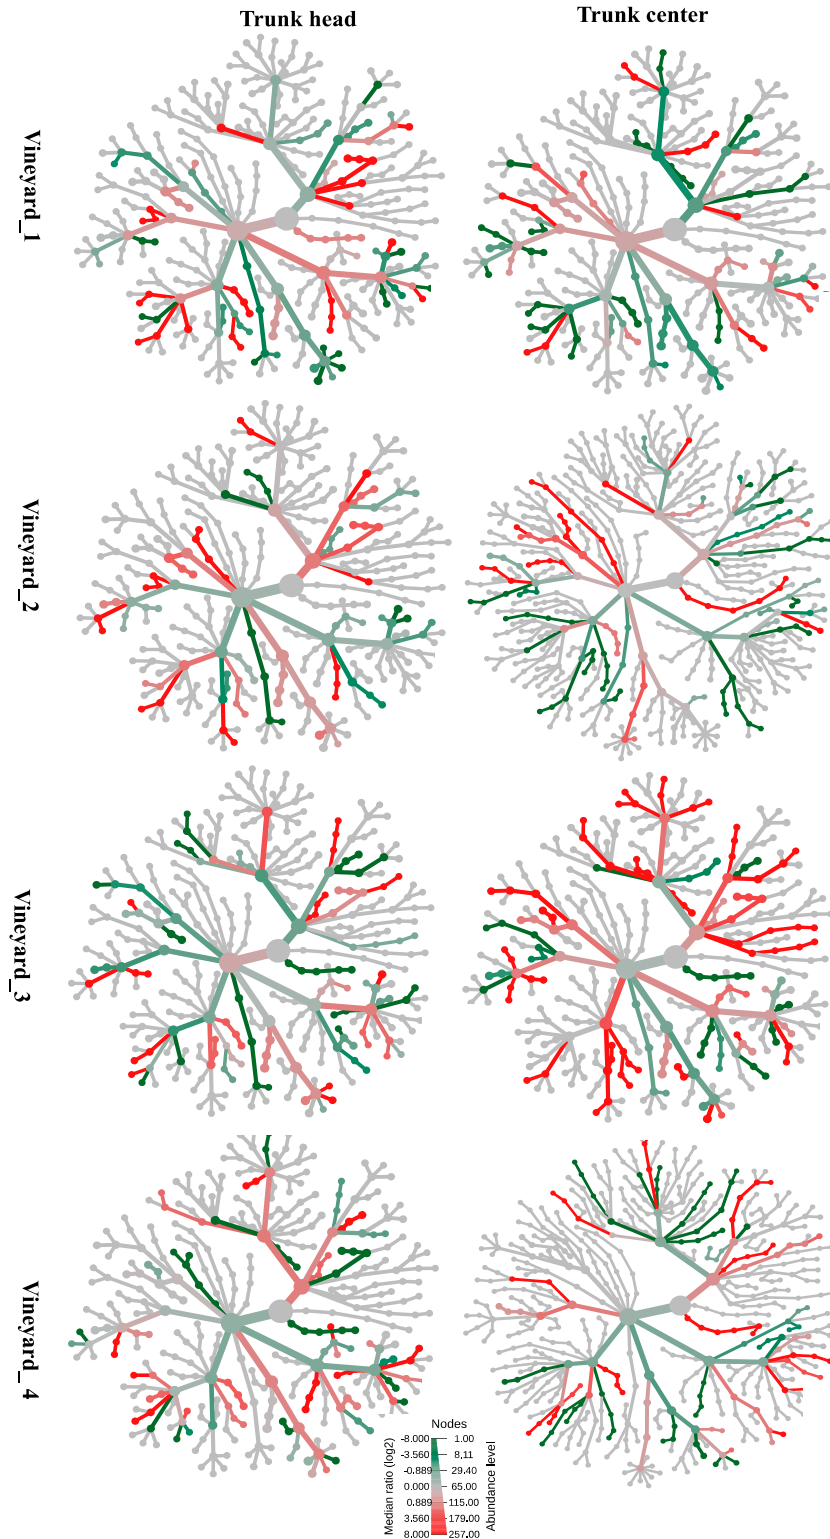 Trunk head
Trunk center
Vineyard_1
Vineyard_2
Vineyard_3
Vineyard_4
Nodes
Median ratio (log2)
Abundance level
-8.000 1.00
-3.560 8,11
-0.889 29.40
0.000 65.00
0.889 115.00
3.560 179.00
8.000 257.00